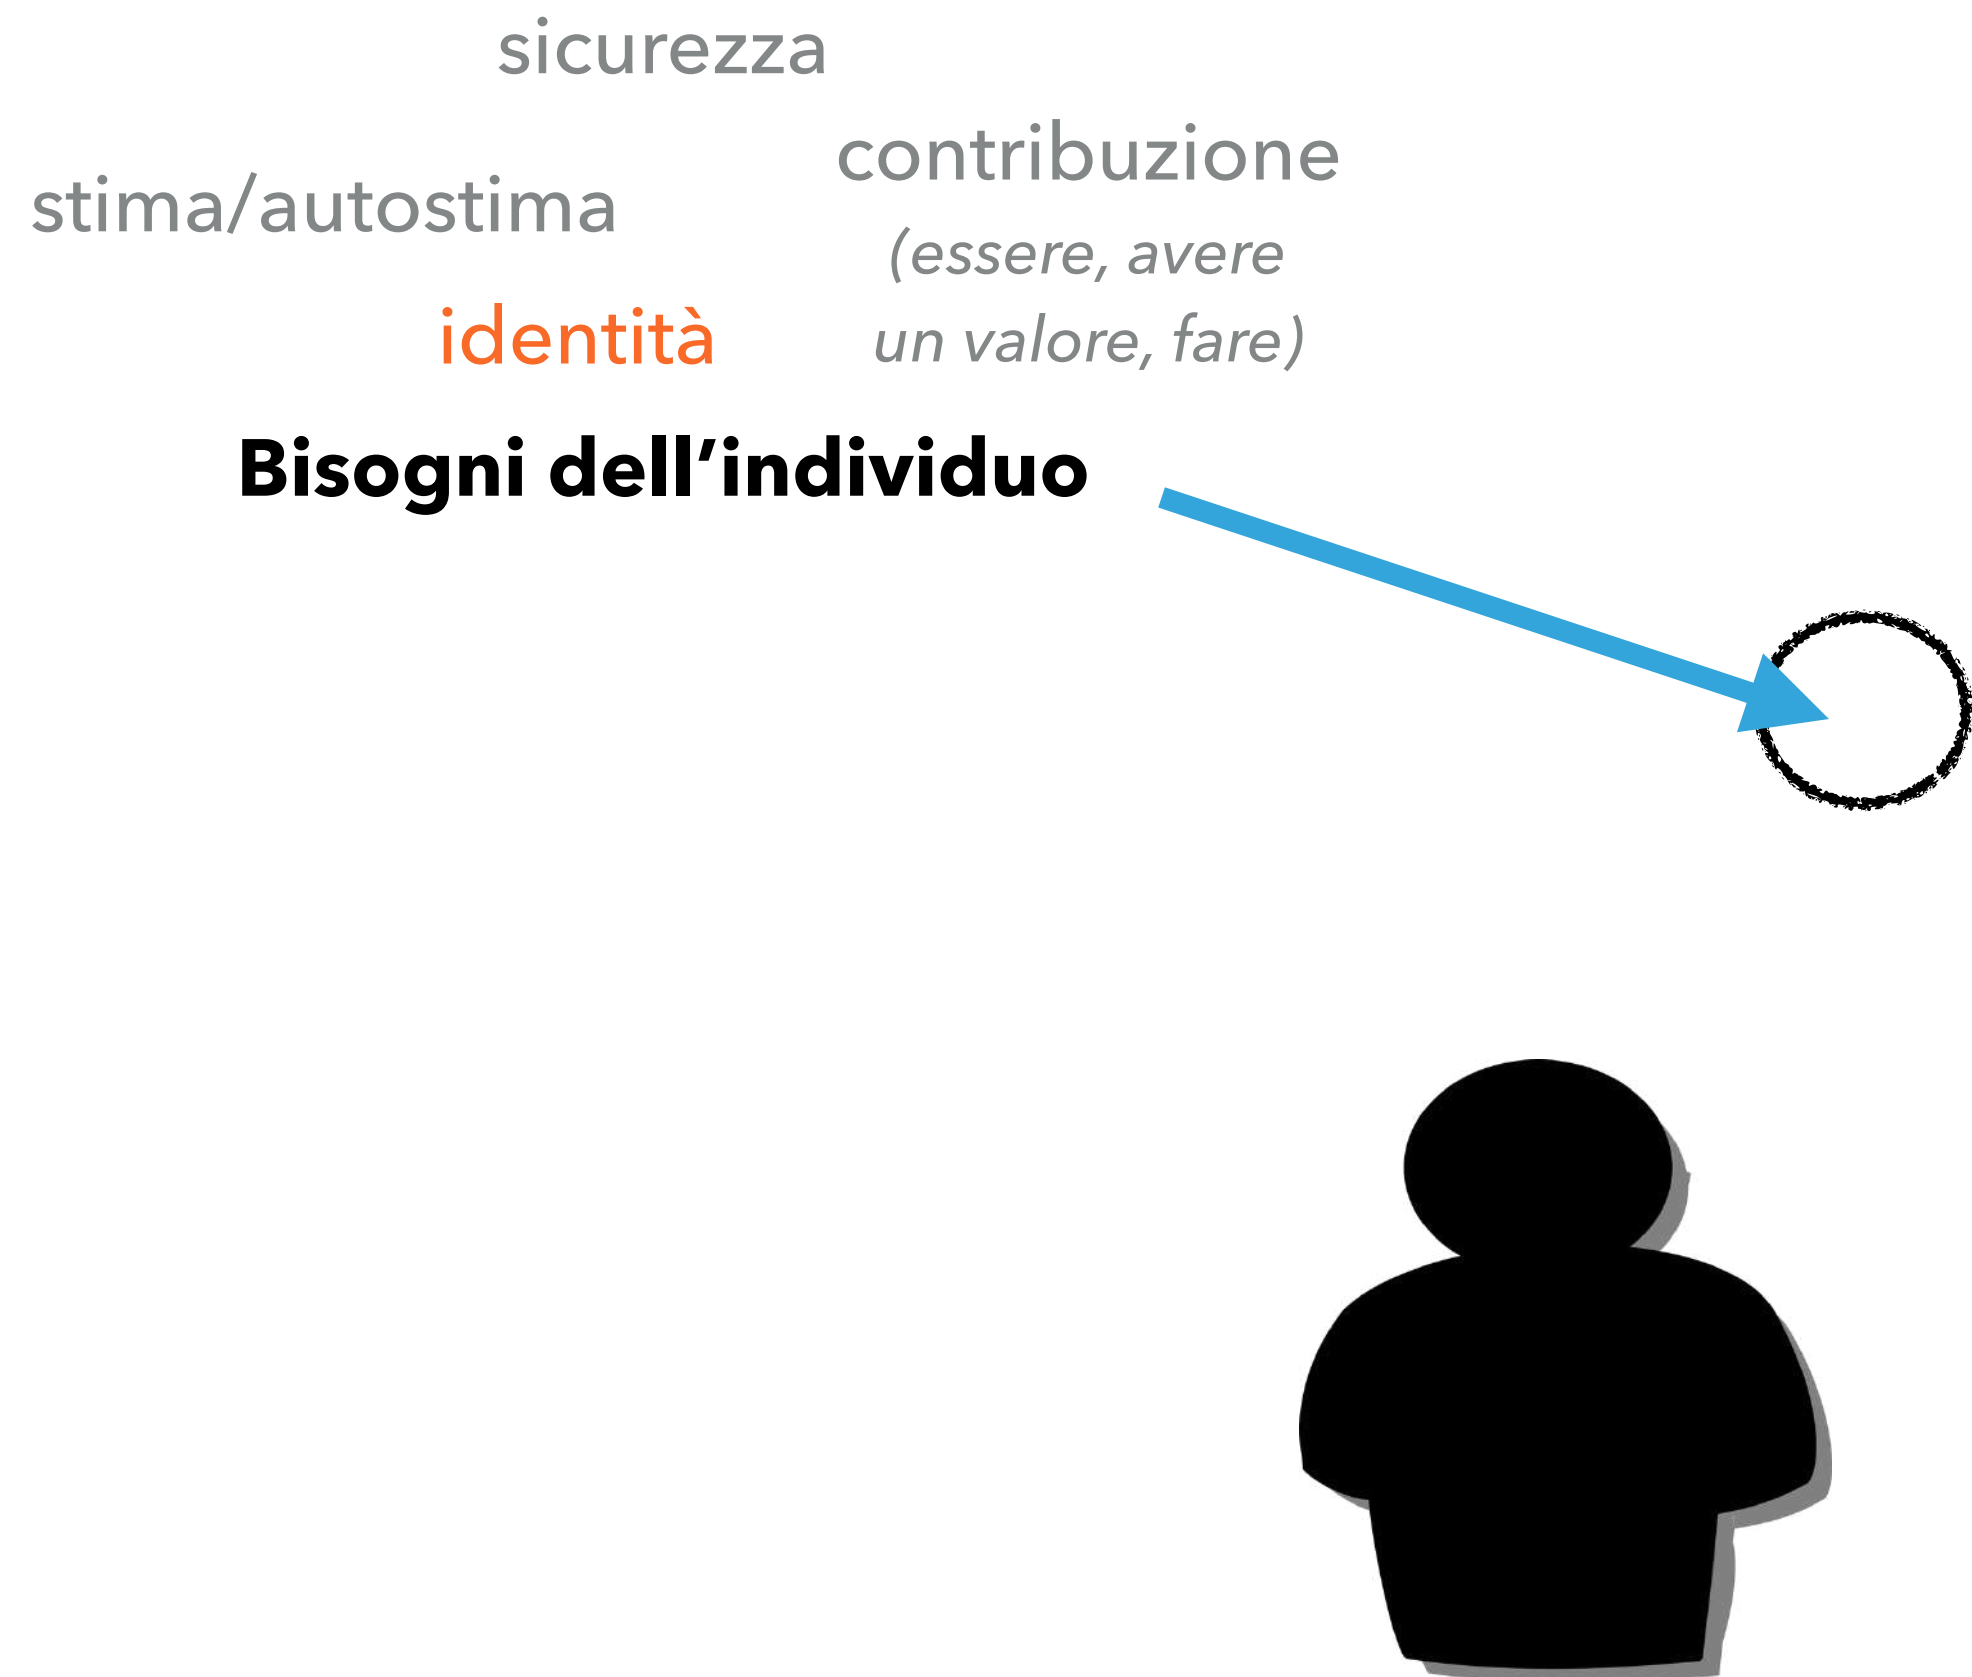 sicurezza
contribuzione
stima/autostima
(essere, avere
un valore, fare)
identità
Bisogni dell’individuo